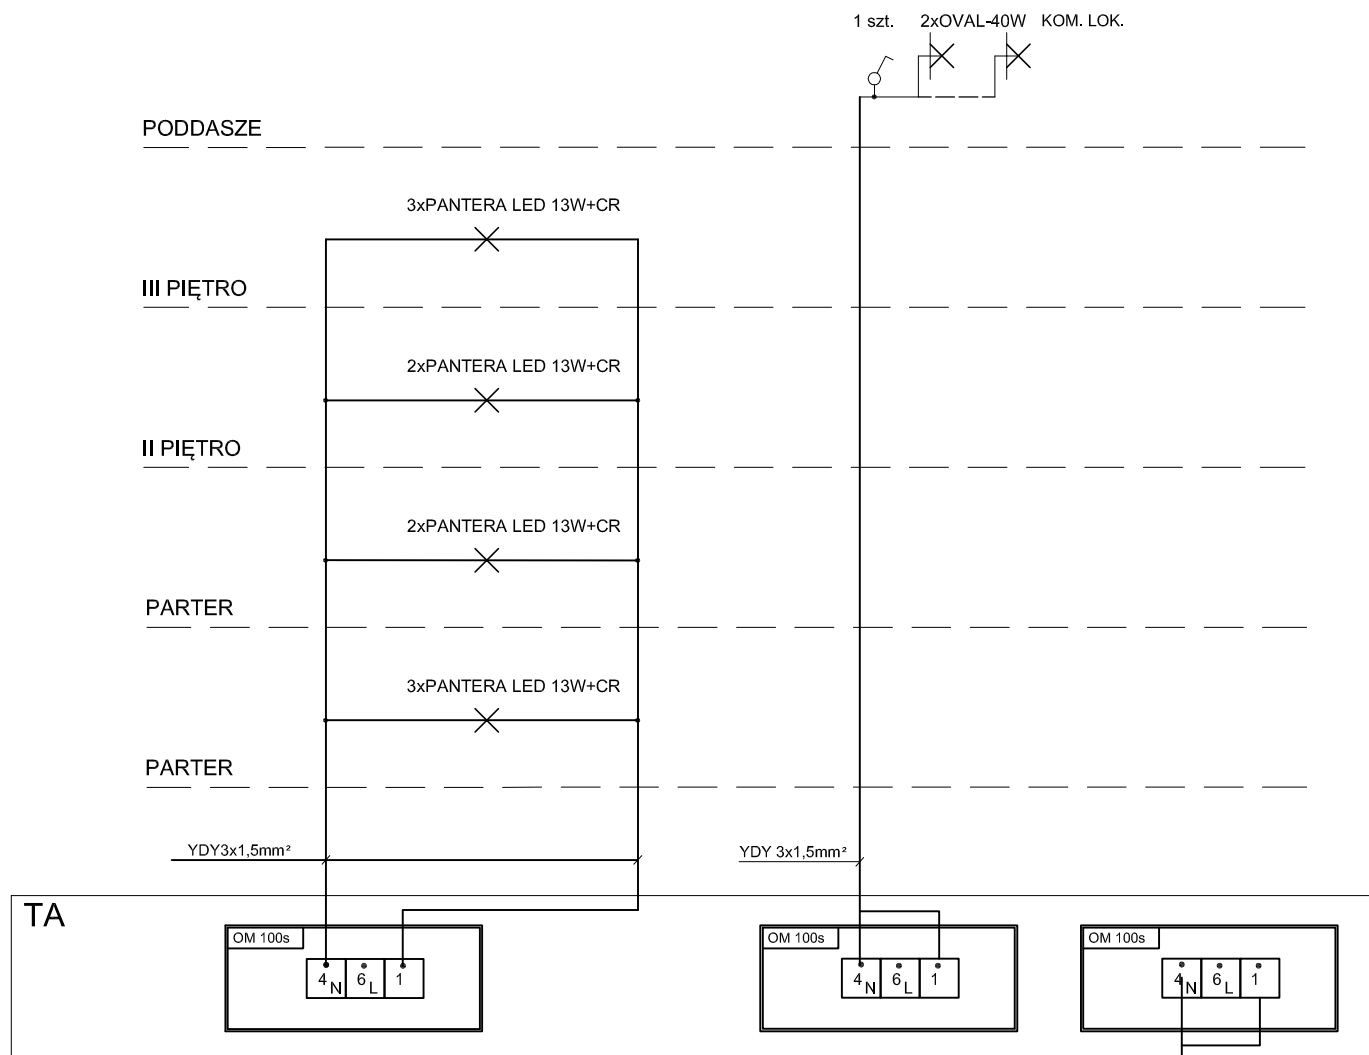 1 szt. 2xOVAL-40W KOM. LOK.
PODDASZE
3xPANTERA LED 13W+CR
III PIĘTRO
2xPANTERA LED 13W+CR
II PIĘTRO
2xPANTERA LED 13W+CR
PARTER
3xPANTERA LED 13W+CR
PARTER
YDY3x1,5mm²
YDY 3x1,5mm²
TA
OM 100s
4 N 6 L 1
OM 100s
4 N 6 L 1
OM 100s
4 N 6 L 1